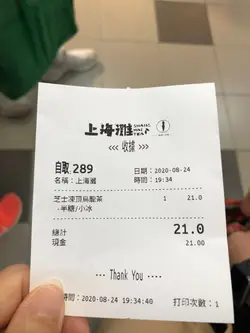 上海灘
<<< 收據 >>>
自取.289 日期：2020-08-24
名稱：上海灘 時間：19:34
芝士凍頂烏龍茶 1 21.0
-半糖/小冰
總計 21.0
現金 21.00
--- Thank You ----
時間：2020-08-24 19:34:40 打印次數：1